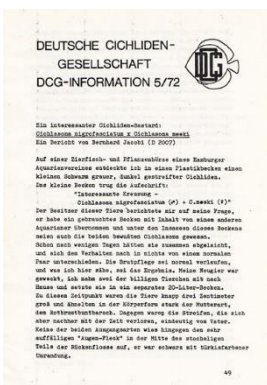 DEUTSCHE CICHLIDEN-
GESELLSCHAFT
DCG-INFORMATION 5/72
DCG
Ein interessanter Cichliden-Bastard:
Cichlasoma nigrofasciatum x Cichlasoma meeki
Ein Bericht von Bernhard Jacobi (D 2007)
Auf einer Zierfisch- und Pflanzenbörse eines Hamburger
Aquarienvereins entdeckte ich in einem Plastikbecken einen
kleinen Schwarm grauer, dunkel gestreifter Cichliden.
Das kleine Becken trug die Aufschrift:
"Interessante Kreuzung -
Cichlasoma nigrofasciatum (♂) + C.meeki (♀)"
Der Besitzer dieser Tiere berichtete mir auf meine Frage,
er habe ein gebrauchtes Becken mit Inhalt von einem anderen
Aquarianer übernommen und unter den Insassen dieses Beckens
seien auch die beiden bewußten Cichlasoma gewesen.
Schon nach wenigen Tagen hätten sie zusammen abgelaicht,
und sich dem Verhalten nach in nichts von einem normalen
Paar unterschieden. Die Brutpflege sei normal verlaufen,
und was ich hier sähe, sei das Ergebnis. Meine Neugier war
geweckt, ich nahm zwei der billigen Tierchen mit nach
Hause und setzte sie in ein separates 20-Liter-Becken.
Zu diesem Zeitpunkt waren die Tiere knapp drei Zentimeter
groß und ähnelten in der Körperform stark der Mutterart,
dem Rotbrustbuntbarsch. Dagegen waren die Streifen, die sich
aber nachher mit der Zeit verloren, eindeutig vom Vater.
Keins der beiden Ausgangsarten wies hingegen den sehr
auffälligen "Augen-Fleck" in der Mitte des stacheligen
Teils der Rückenflosse auf, er war schwarz mit türkisfarbener
Umrandung.
49